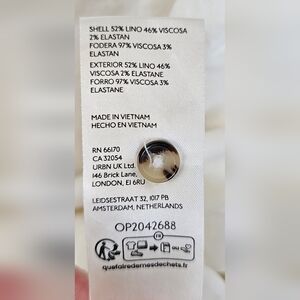 SHELL 52% LINO 46% VISCOSA
2% ELASTAN
FODERA 97% VISCOSA 3%
ELASTAN
EXTERIOR 52% LINO 46%
VISCOSA 2% ELASTANE
FORRO 97% VISCOSA 3%
ELASTANE
MADE IN VIETNAM
HECHO EN VIETNAM
RN 66170
CA 32054
URBN UK Ltd.
146 Brick Lane,
LONDON, E1 6RU
LEIDSESTRAAT 32, 1017 PB
AMSTERDAM, NETHERLANDS
OP2042688
FR
OU
quefairedemesdechets.fr